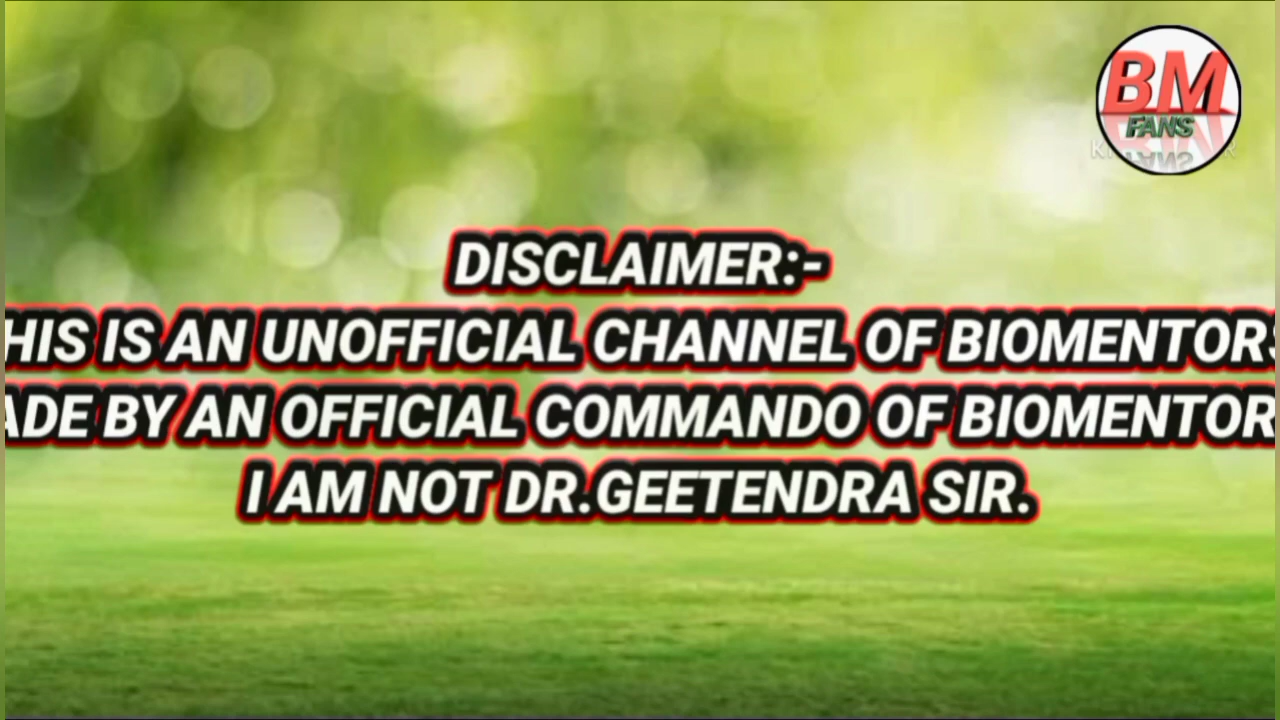 BM
FANS
DISCLAIMER:-
HIS IS AN UNOFFICIAL CHANNEL OF BIOMENTORS
ADE BY AN OFFICIAL COMMANDO OF BIOMENTOR
I AM NOT DR.GEETENDRA SIR.